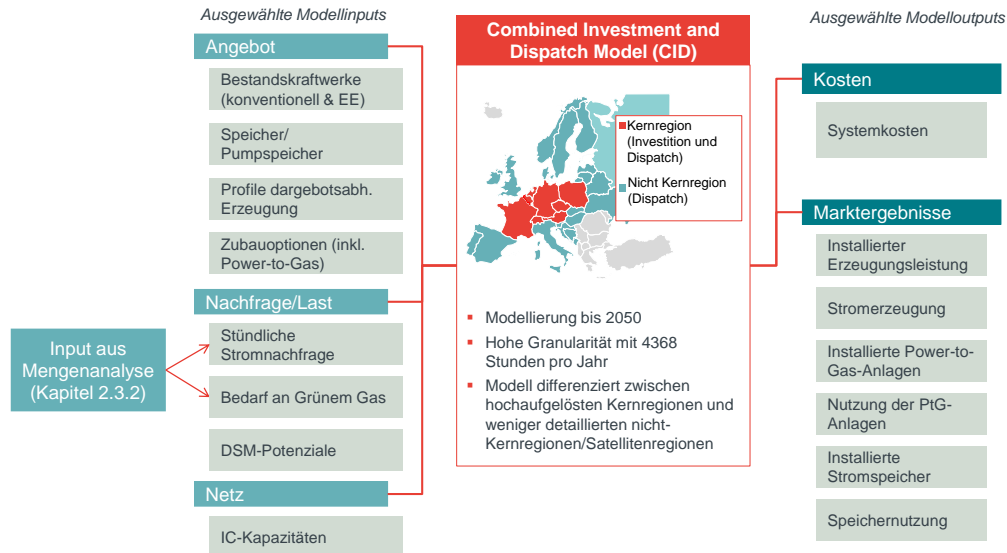 Ausgewählte Modellinputs
Angebot
Bestandskraftwerke
(konventionell & EE)
Speicher/
Pumpspeicher
Profile dargebotsabh.
Erzeugung
Zubauoptionen (inkl.
Power-to-Gas)
Nachfrage/Last
Input aus
Mengenanalyse
(Kapitel 2.3.2)
Stündliche
Stromnachfrage
Bedarf an Grünem Gas
DSM-Potenziale
Netz
IC-Kapazitäten
Combined Investment and
Dispatch Model (CID)
Kernregion
(Investition und
Dispatch)
Nicht Kernregion
(Dispatch)
▪ Modellierung bis 2050
▪ Hohe Granularität mit 4368
Stunden pro Jahr
▪ Modell differenziert zwischen
hochaufgelösten Kernregionen und
weniger detaillierten nicht-
Kernregionen/Satellitenregionen
Ausgewählte Modelloutputs
Kosten
Systemkosten
Marktergebnisse
Installierter
Erzeugungsleistung
Stromerzeugung
Installierte Power-to-
Gas-Anlagen
Nutzung der PtG-
Anlagen
Installierte
Stromspeicher
Speichernutzung